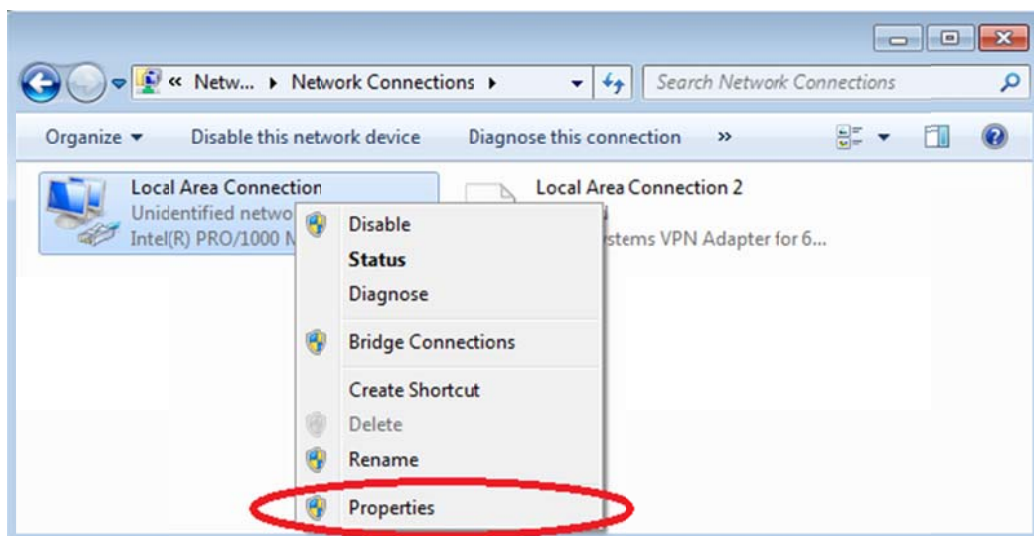 « Netw... ▸ Network Connections ▸
Search Network Connections
Organize ▾ Disable this network device Diagnose this connection »
Local Area Connection
Unidentified netwo
Intel(R) PRO/1000 M
Local Area Connection 2
stems VPN Adapter for 6...
Disable
Status
Diagnose
Bridge Connections
Create Shortcut
Delete
Rename
Properties